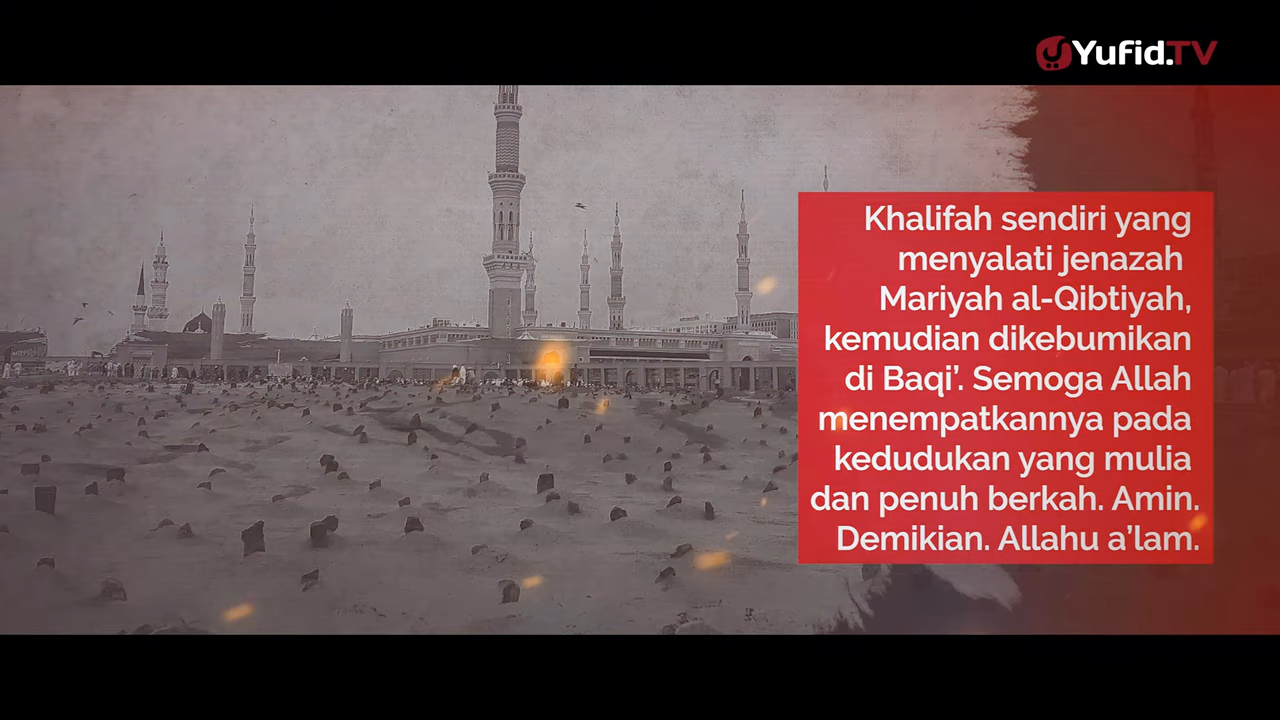 Yufid.TV
Khalifah sendiri yang
menyalati jenazah
Mariyah al-Qibtiyah,
kemudian dikebumikan
di Baqi’. Semoga Allah
menempatkannya pada
kedudukan yang mulia
dan penuh berkah. Amin.
Demikian. Allahu a’lam.